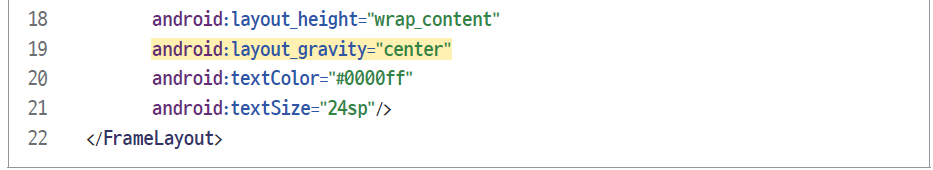 18 android:layout_height="wrap_content"
19 android:layout_gravity="center"
20 android:textColor="#0000ff"
21 android:textSize="24sp"/>
22 </FrameLayout>